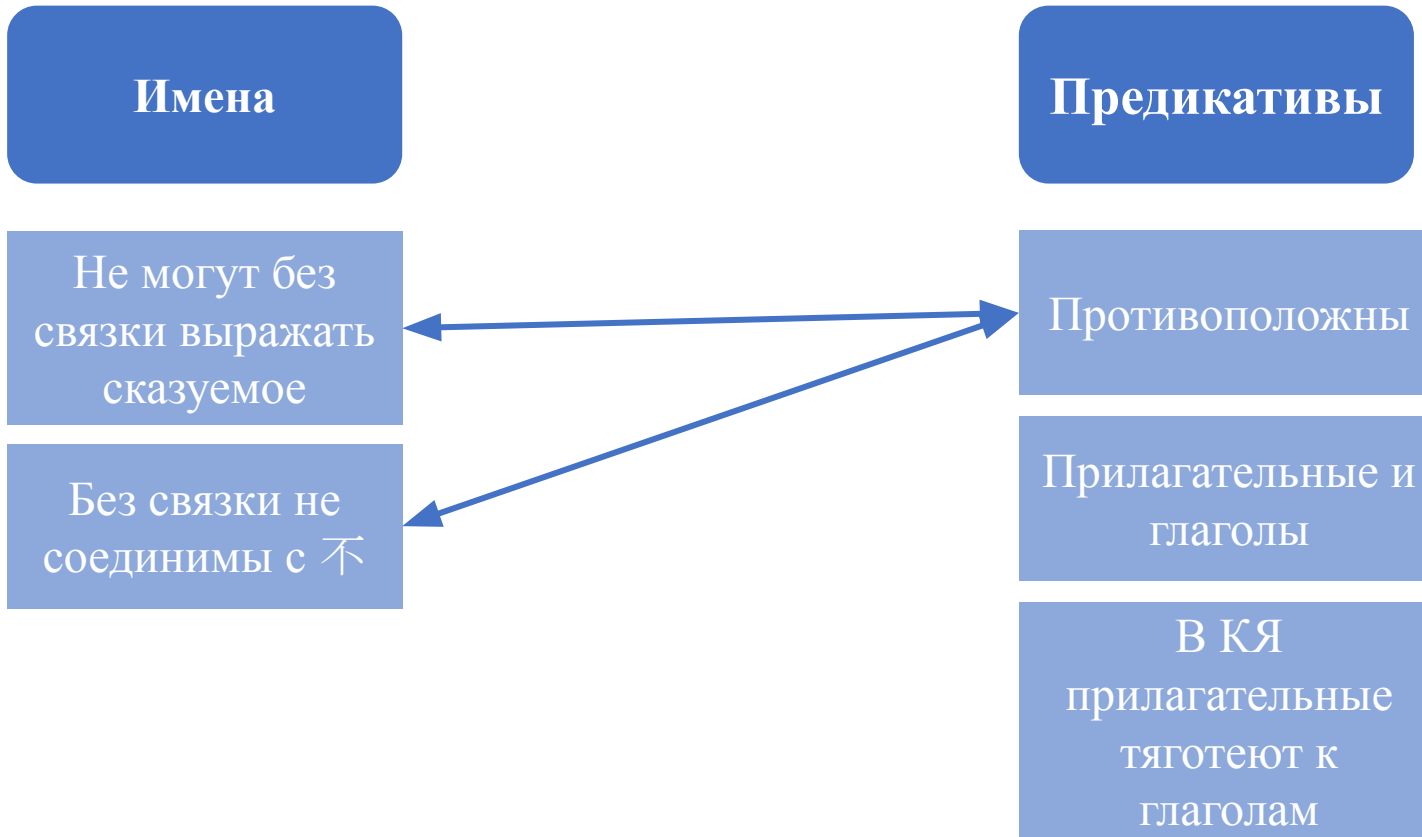 Имена
Не могут без
связки выражать
сказуемое
Без связки не
соединимы с 不
Предикативы
Противоположны
Прилагательные и
глаголы
В КЯ
прилагательные
тяготеют к
глаголам